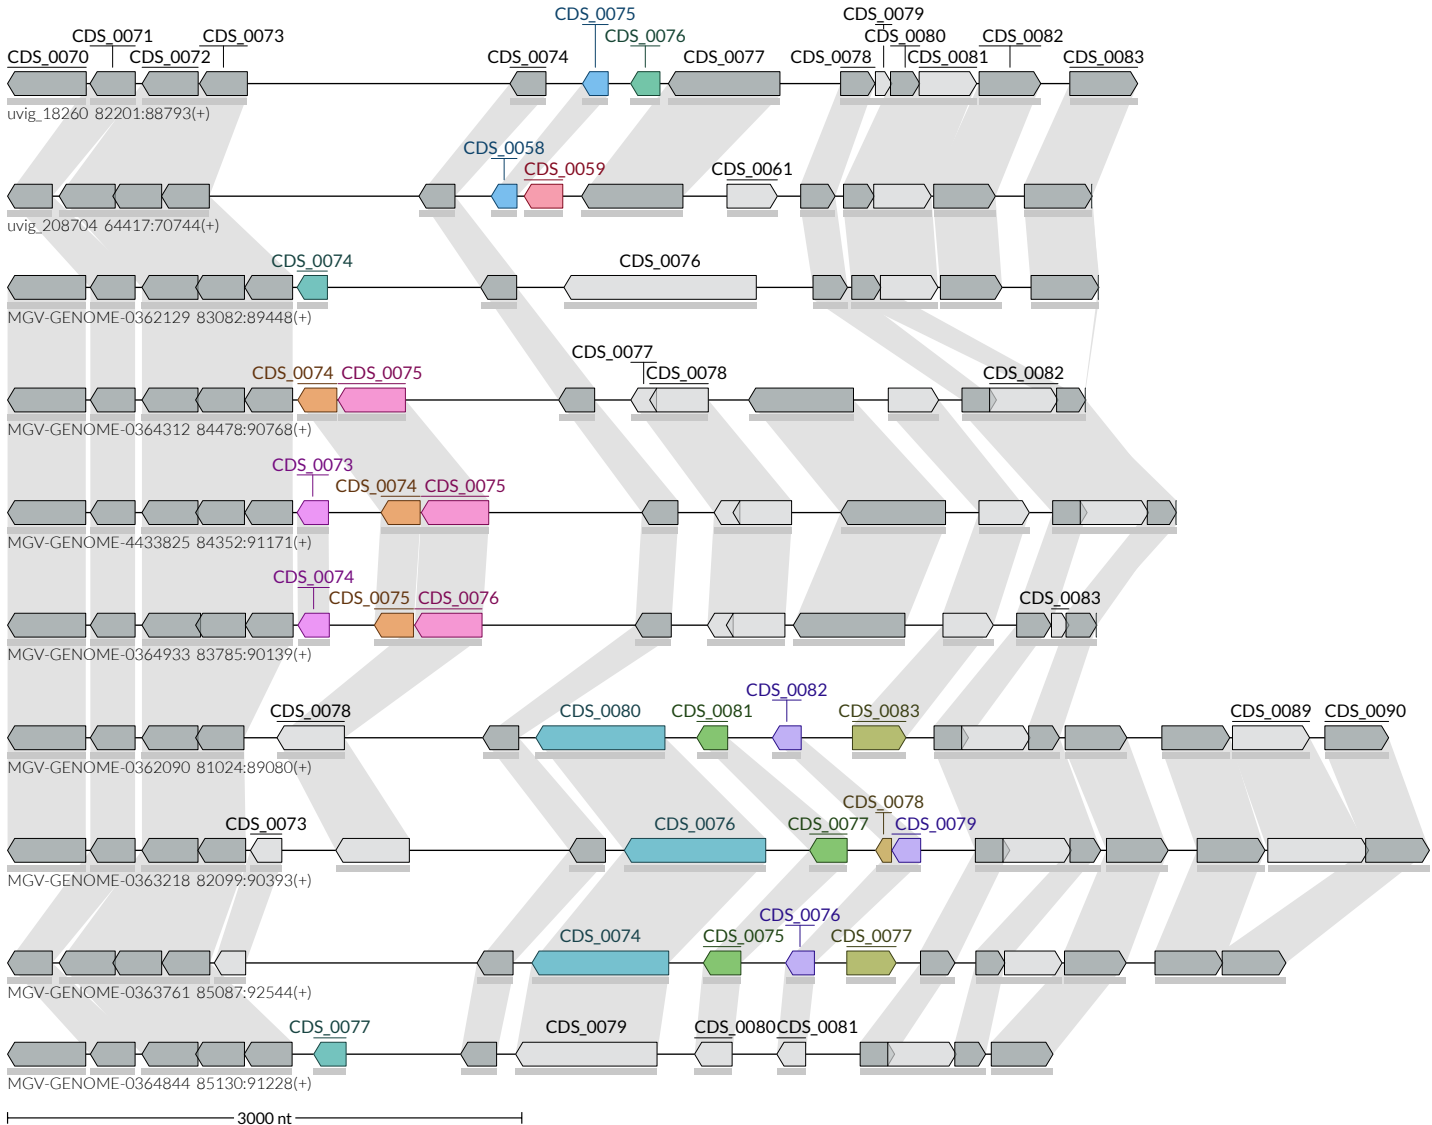 CDS_0075
CDS_0079
CDS_0071 CDS_0073 CDS_0076 CDS_0080 CDS_0082
CDS_0070 CDS_0072 CDS_0074 CDS_0077 CDS_0078 CDS_0081 CDS_0083
uvig_18260 82201:88793(+)
CDS_0058
CDS_0059 CDS_0061
uvig_208704 64417:70744(+)
CDS_0074 CDS_0076
MGV-GENOME-0362129 83082:89448(+)
CDS_0077
CDS_0074 CDS_0075 CDS_0078 CDS_0082
MGV-GENOME-0364312 84478:90768(+)
CDS_0073
CDS_0074 CDS_0075
MGV-GENOME-4433825 84352:91171(+)
CDS_0074
CDS_0075 CDS_0076 CDS_0083
MGV-GENOME-0364933 83785:90139(+)
CDS_0082
CDS_0078 CDS_0080 CDS_0081 CDS_0083 CDS_0089 CDS_0090
MGV-GENOME-0362090 81024:89080(+)
CDS_0078
CDS_0073 CDS_0076 CDS_0077 CDS_0079
MGV-GENOME-0363218 82099:90393(+)
CDS_0076
CDS_0074 CDS_0075 CDS_0077
MGV-GENOME-0363761 85087:92544(+)
CDS_0077 CDS_0079 CDS_0080 CDS_0081
MGV-GENOME-0364844 85130:91228(+)
3000 nt